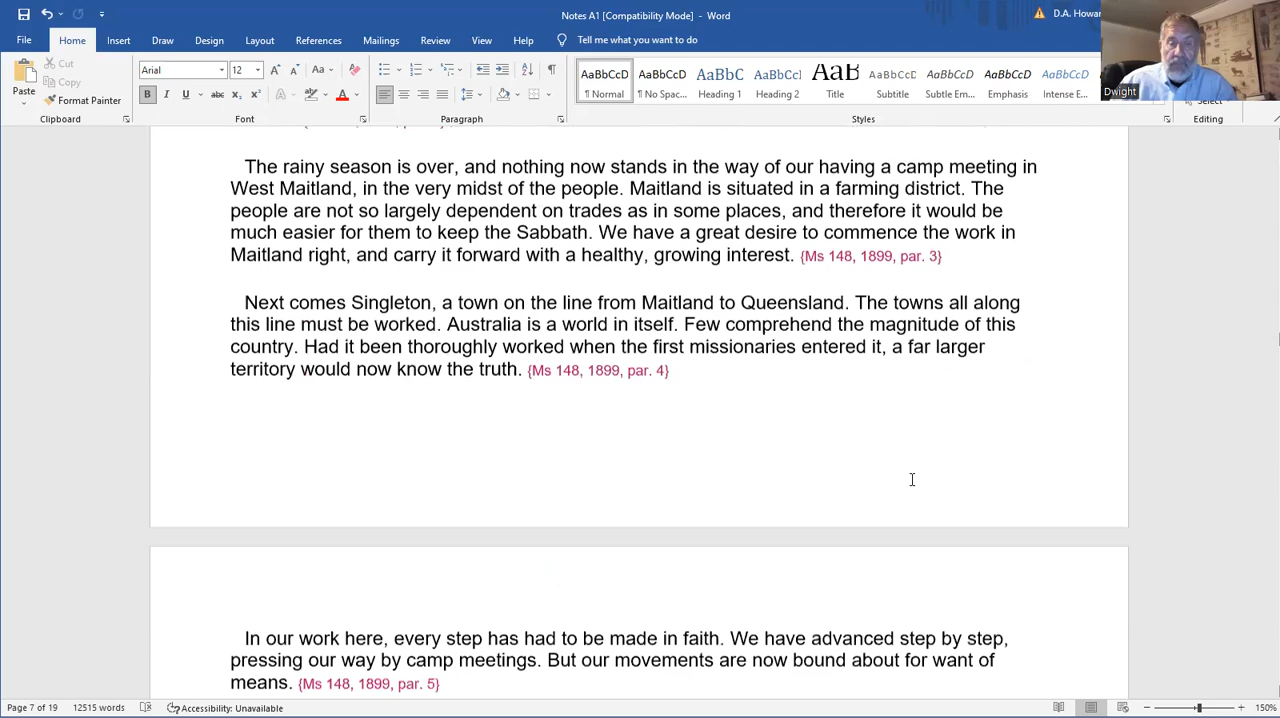 Notes A1 [Compatibility Mode] - Word
D.A. Howar
File Home Insert Draw Design Layout References Mailings Review View Help Tell me what you want to do
Cut
Copy
Format Painter
Paste
Arial 12
Aa
B I U abc x₂ x² A A
AaBbCcD AaBbCcD AaBbC AaBbCcI AaB AaBbCcD AaBbCcD AaBbCcD AaBbCcD
¶ Normal ¶ No Spac... Heading 1 Heading 2 Title Subtitle Subtle Em... Emphasis Intense E...
Dwight
Select
Clipboard Font Paragraph Styles Editing
The rainy season is over, and nothing now stands in the way of our having a camp meeting in
West Maitland, in the very midst of the people. Maitland is situated in a farming district. The
people are not so largely dependent on trades as in some places, and therefore it would be
much easier for them to keep the Sabbath. We have a great desire to commence the work in
Maitland right, and carry it forward with a healthy, growing interest. {Ms 148, 1899, par. 3}
Next comes Singleton, a town on the line from Maitland to Queensland. The towns all along
this line must be worked. Australia is a world in itself. Few comprehend the magnitude of this
country. Had it been thoroughly worked when the first missionaries entered it, a far larger
territory would now know the truth. {Ms 148, 1899, par. 4}
In our work here, every step has had to be made in faith. We have advanced step by step,
pressing our way by camp meetings. But our movements are now bound about for want of
means. {Ms 148, 1899, par. 5}
Page 7 of 19 12515 words Accessibility: Unavailable 150%